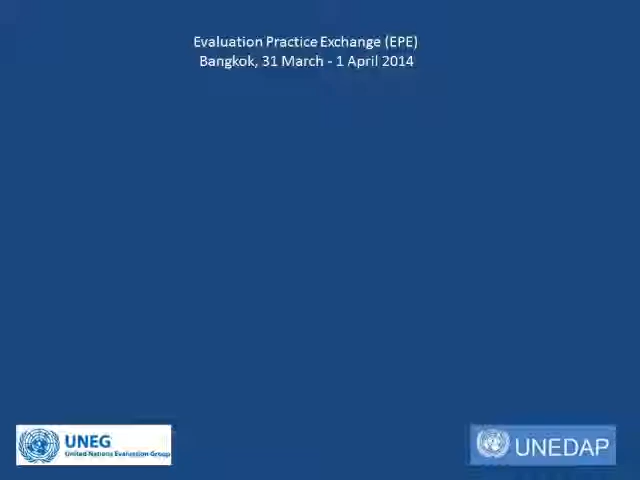 Evaluation Practice Exchange (EPE)
Bangkok, 31 March - 1 April 2014
UNEG
United Nations Evaluation Group
UNEDAP